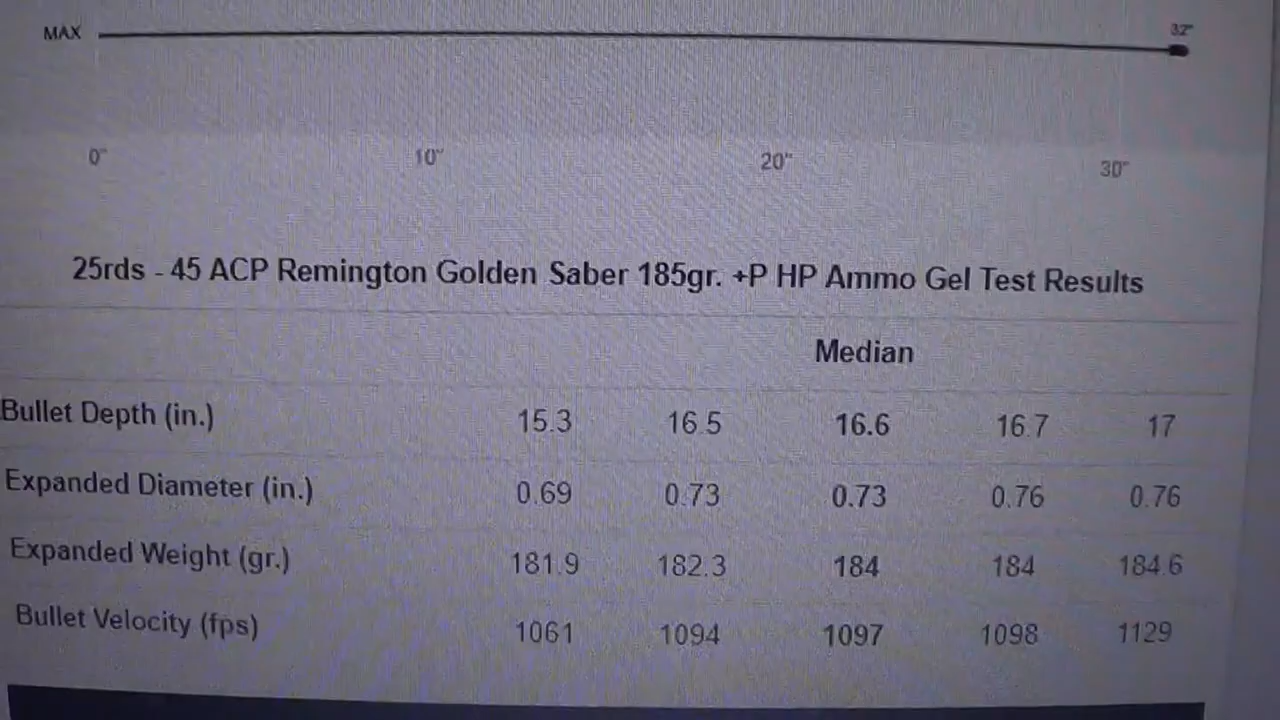 MAX 32"
0" 10" 20" 30"
25rds - 45 ACP Remington Golden Saber 185gr. +P HP Ammo Gel Test Results
Median
Bullet Depth (in.) 15.3 16.5 16.6 16.7 17
Expanded Diameter (in.) 0.69 0.73 0.73 0.76 0.76
Expanded Weight (gr.) 181.9 182.3 184 184 184.6
Bullet Velocity (fps) 1061 1094 1097 1098 1129